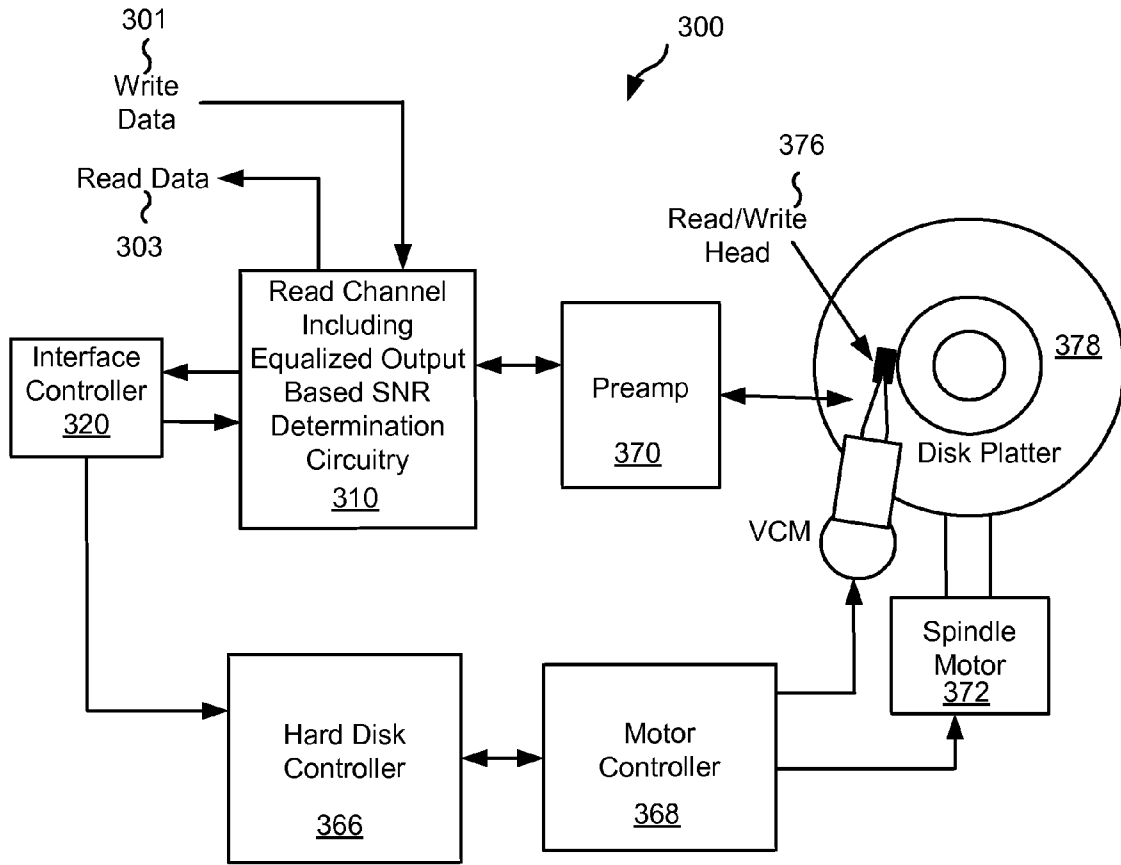 300
301
Write
Data
Read Data
303
376
Read/Write
Head
Read Channel
Including
Equalized Output
Based SNR
Determination
Circuitry
310
Interface
Controller
320
Preamp
370
378
Disk Platter
VCM
Spindle
Motor
372
Hard Disk
Controller
366
Motor
Controller
368